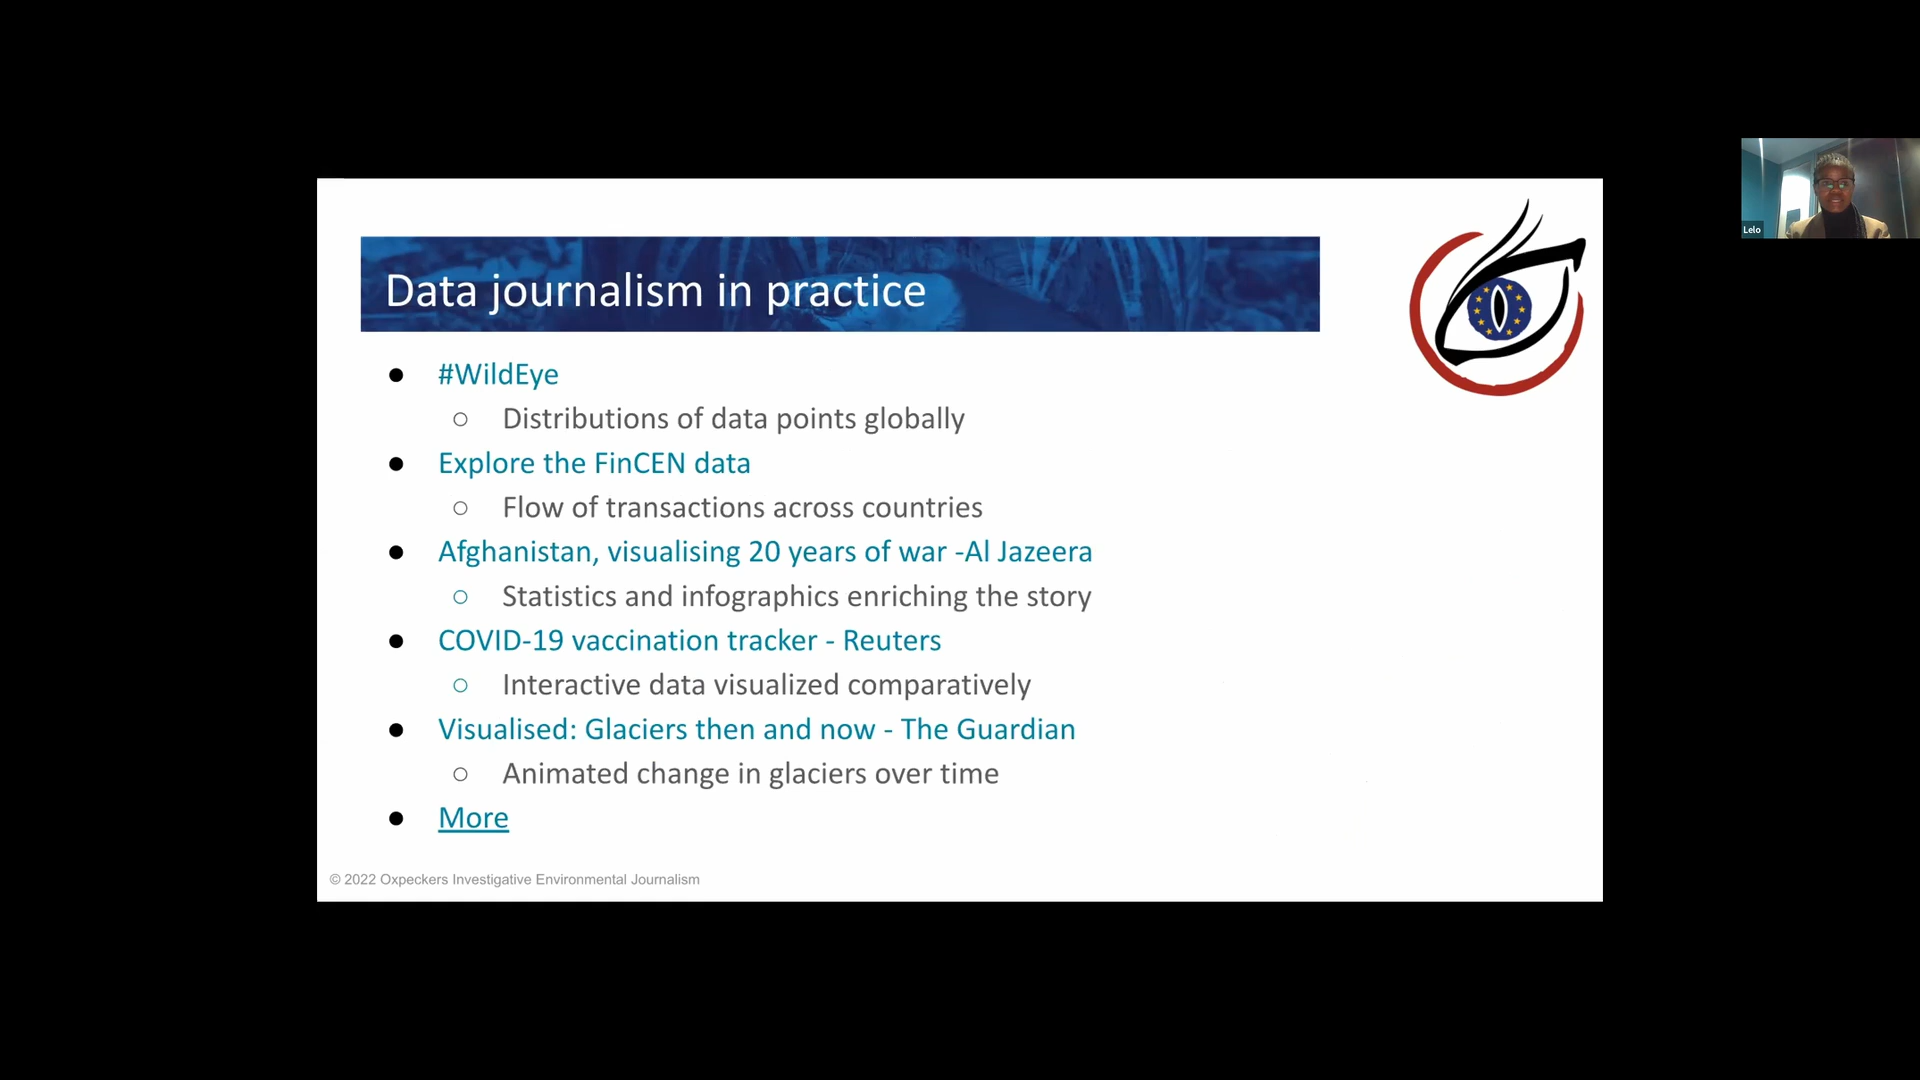 Data journalism in practice
● #WildEye
○ Distributions of data points globally
● Explore the FinCEN data
○ Flow of transactions across countries
● Afghanistan, visualising 20 years of war -Al Jazeera
○ Statistics and infographics enriching the story
● COVID-19 vaccination tracker - Reuters
○ Interactive data visualized comparatively
● Visualised: Glaciers then and now - The Guardian
○ Animated change in glaciers over time
● More
© 2022 Oxpeckers Investigative Environmental Journalism
Lelo